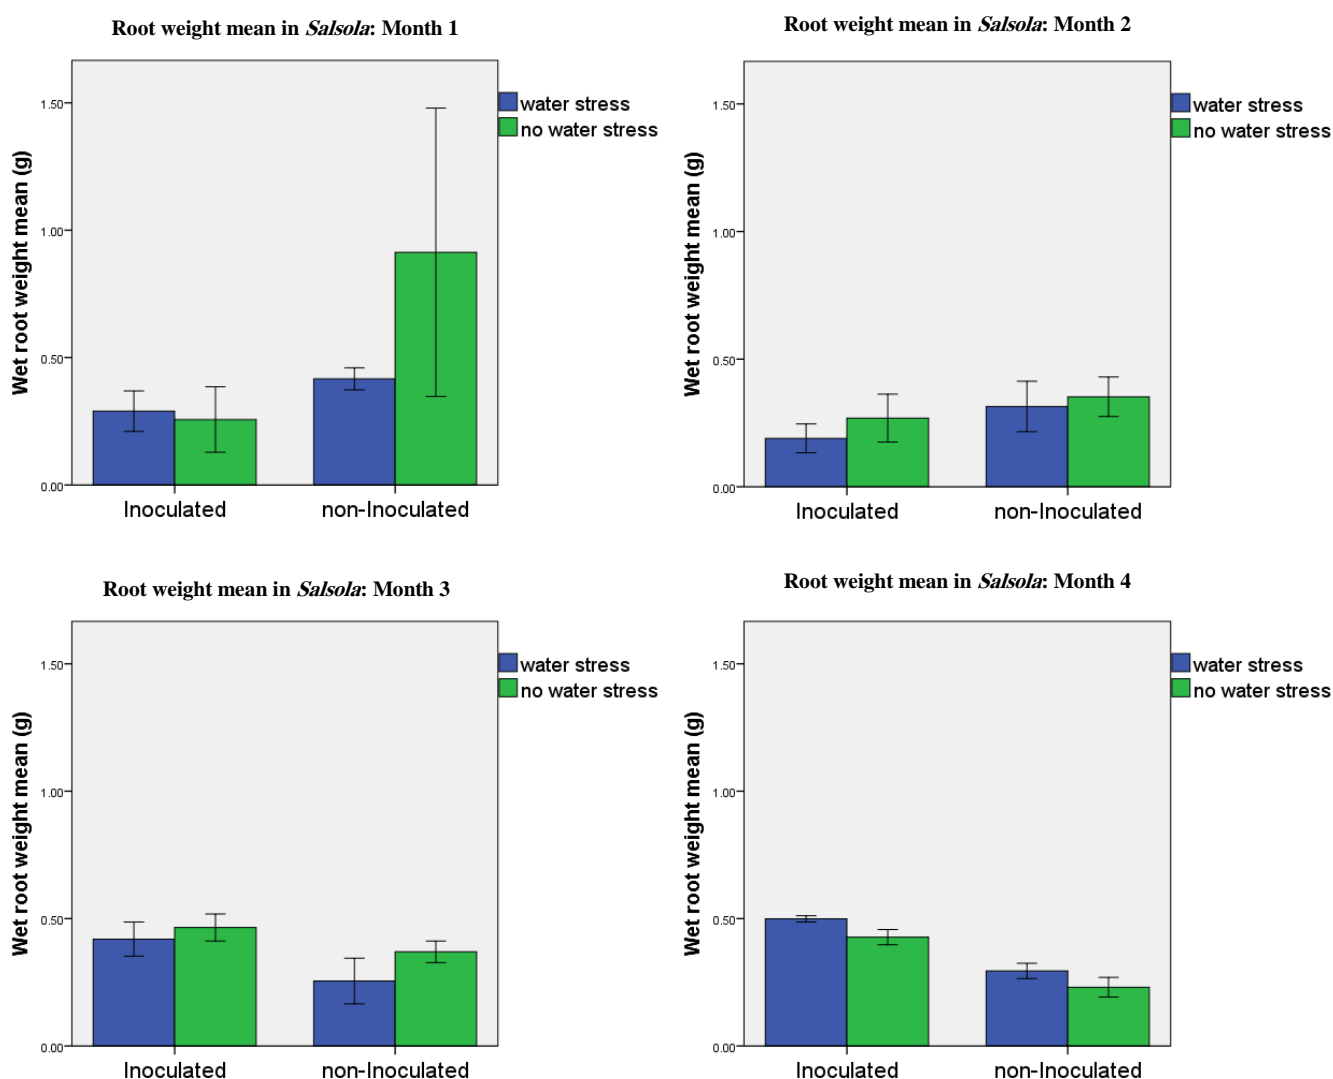 Root weight mean in Salsola: Month 1
Wet root weight mean (g)
1.50
1.00
0.50
0.00
Inoculated
non-Inoculated
water stress
no water stress
Root weight mean in Salsola: Month 2
Wet root weight mean (g)
1.50
1.00
0.50
0.00
Inoculated
non-Inoculated
water stress
no water stress
Root weight mean in Salsola: Month 3
Wet root weight mean (g)
1.50
1.00
0.50
0.00
Inoculated
non-Inoculated
water stress
no water stress
Root weight mean in Salsola: Month 4
Wet root weight mean (g)
1.50
1.00
0.50
0.00
Inoculated
non-Inoculated
water stress
no water stress